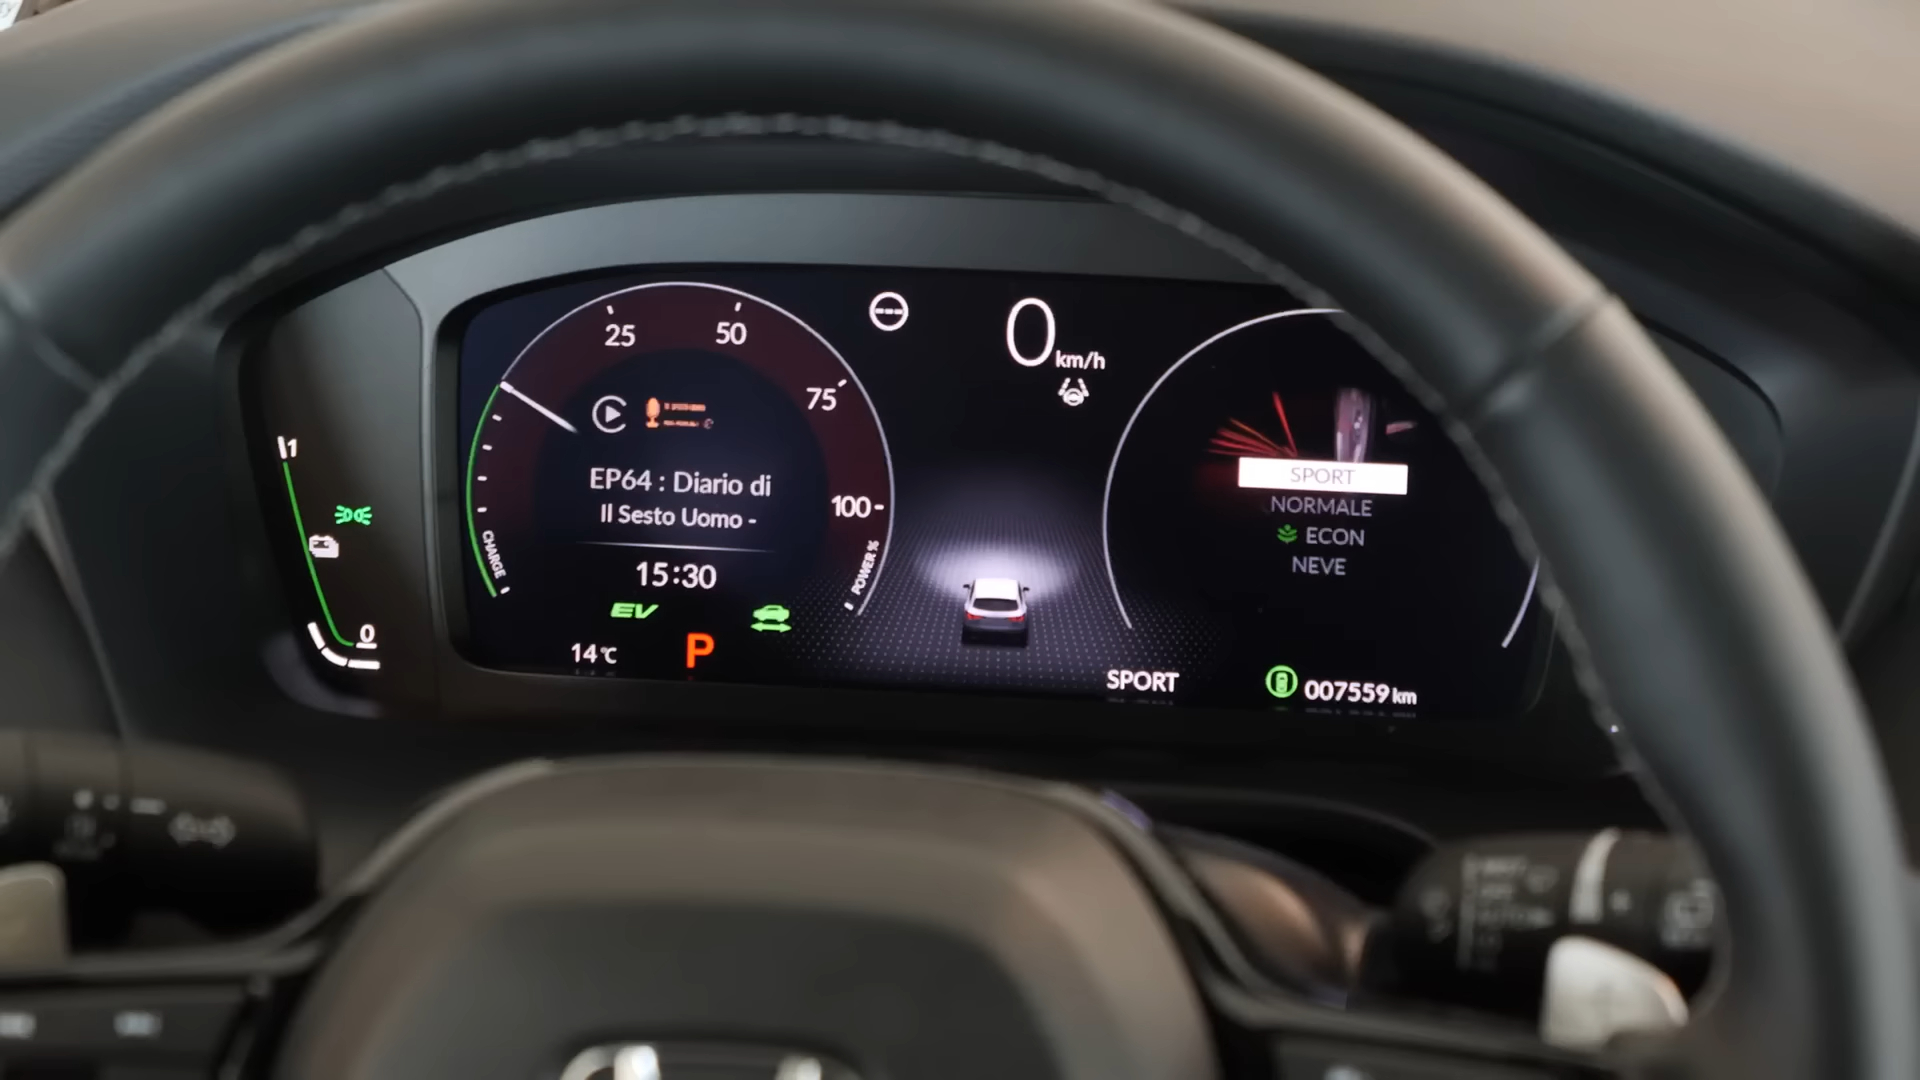 25
50
75
100
CHARGE
POWER %
EP64 : Diario di
Il Sesto Uomo -
15:30
EV
14°C
P
0 km/h
SPORT
NORMALE
ECON
NEVE
SPORT
007559 km
1
0